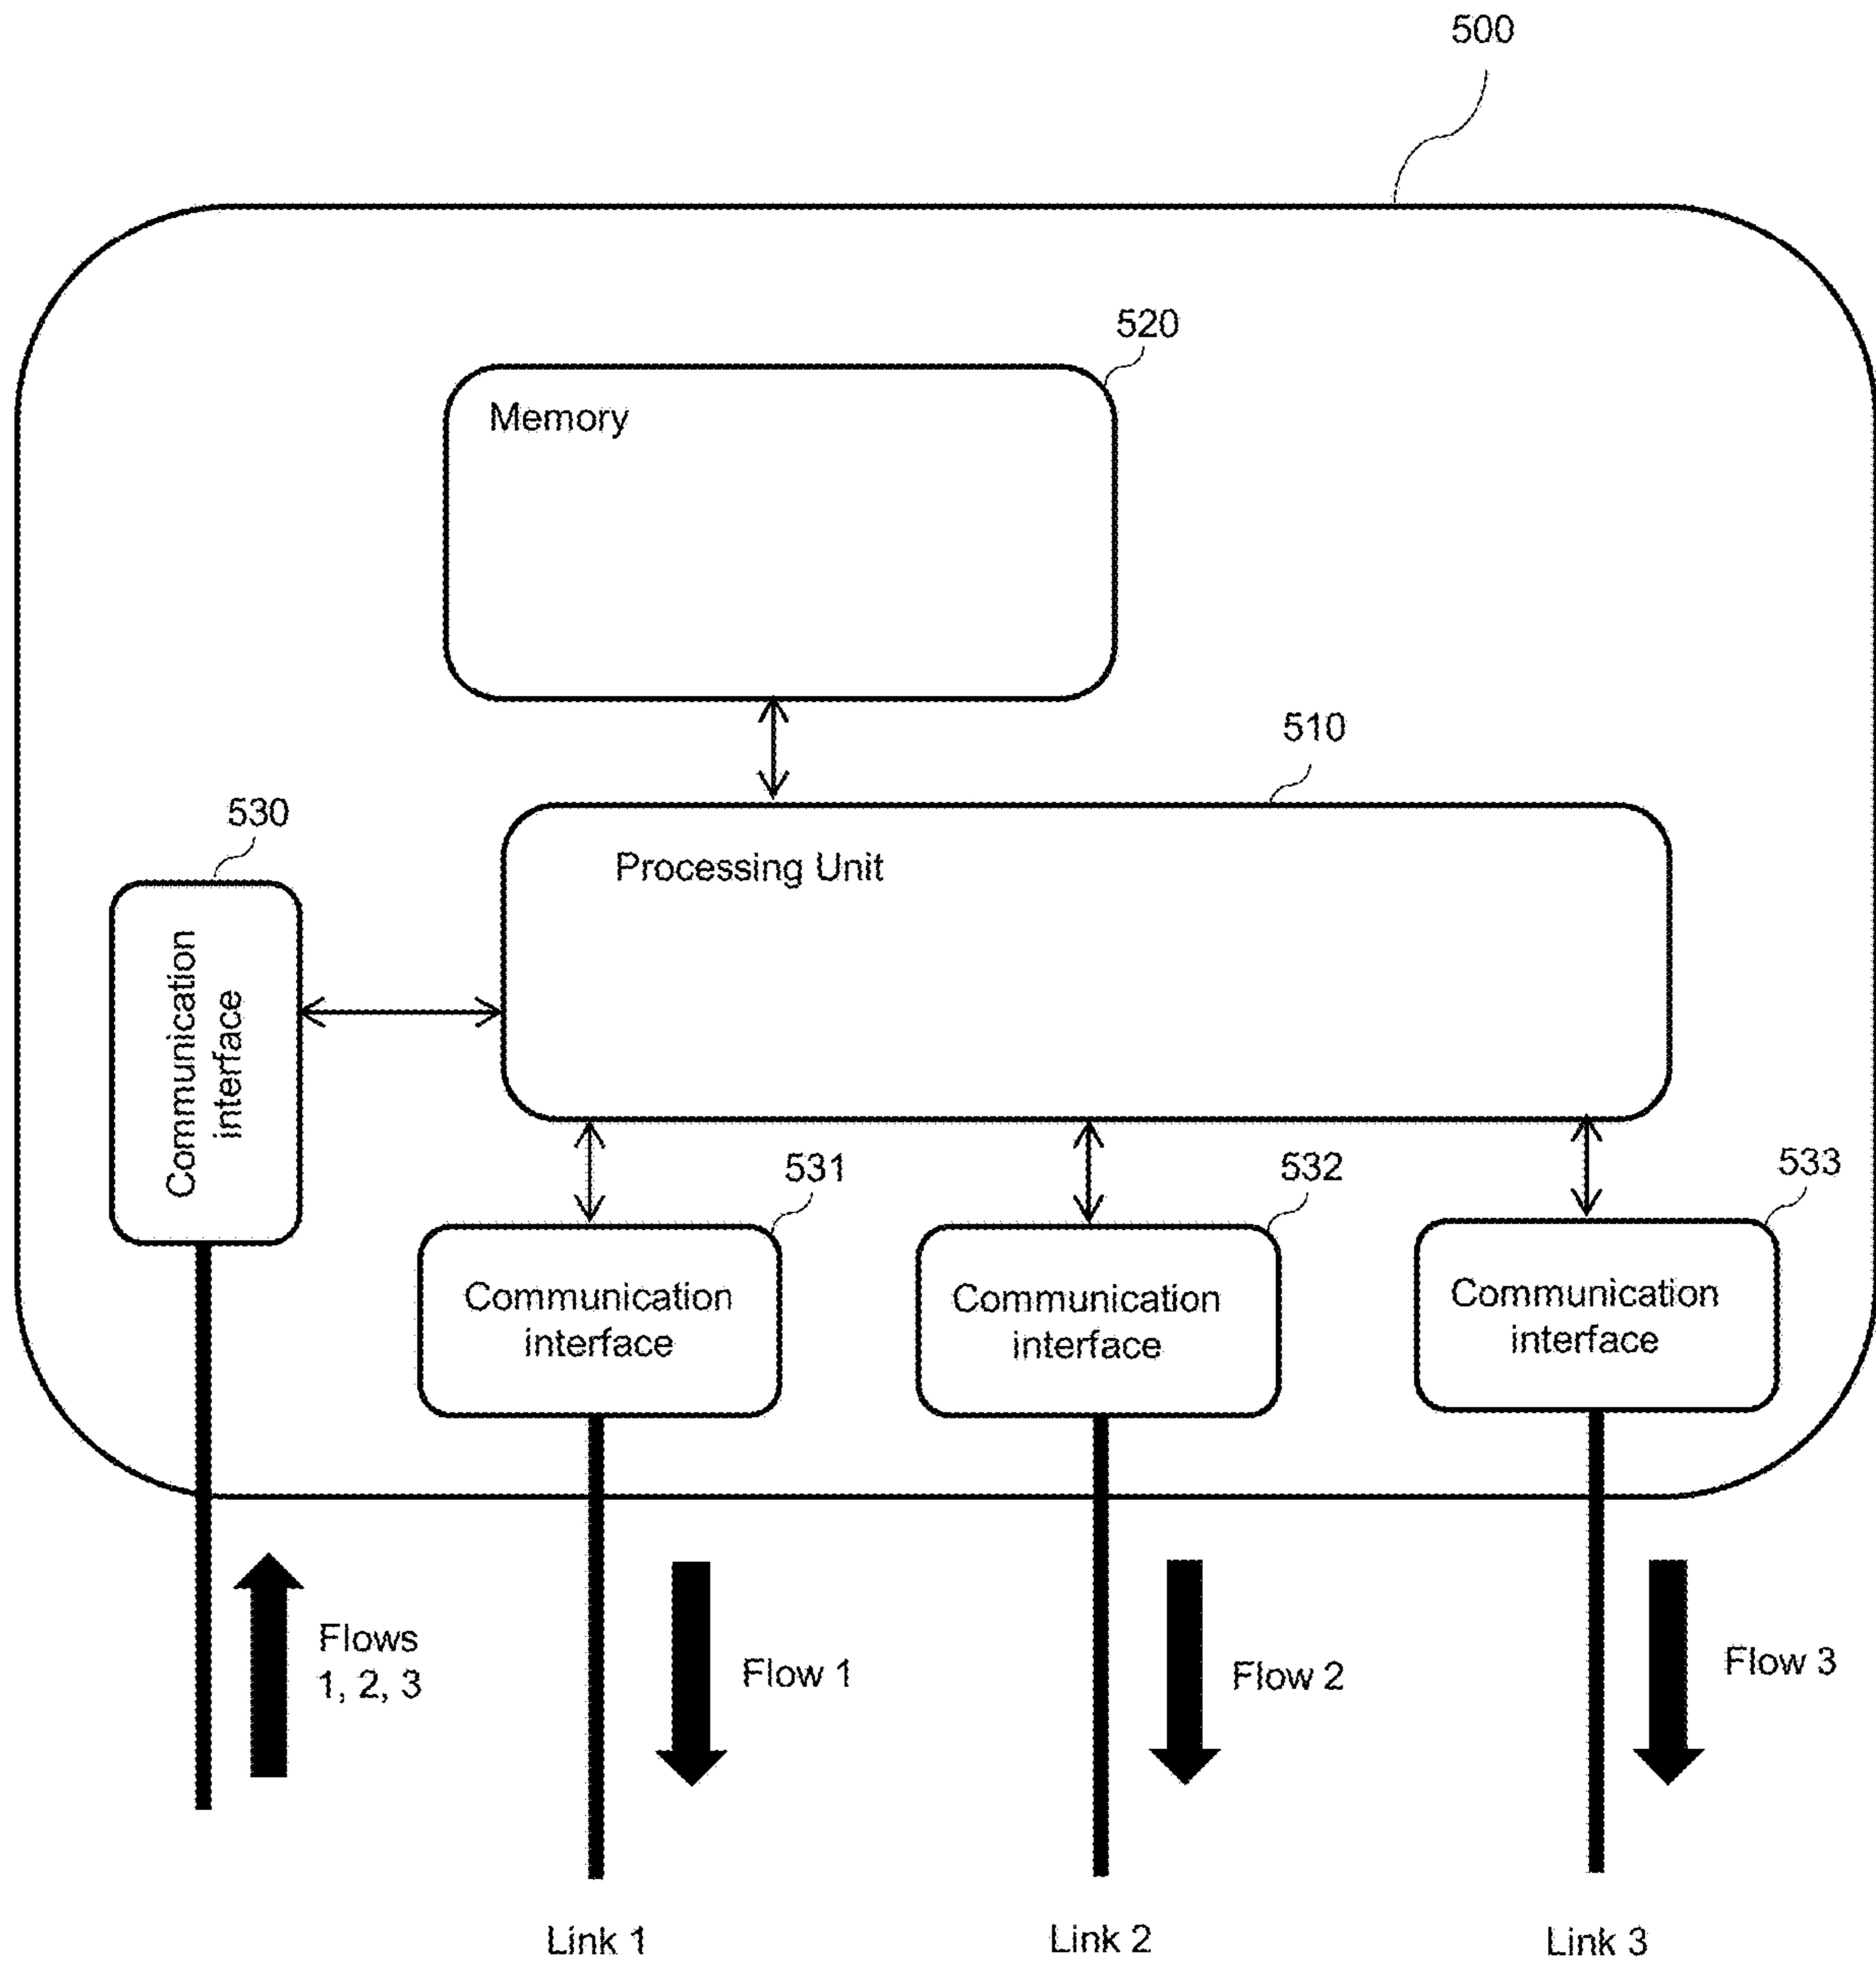 500
520
Memory
510
530
Processing Unit
Communication
interface
531
532
533
Communication
interface
Communication
interface
Communication
interface
Flows
1, 2, 3
Flow 1
Flow 2
Flow 3
Link 1
Link 2
Link 3